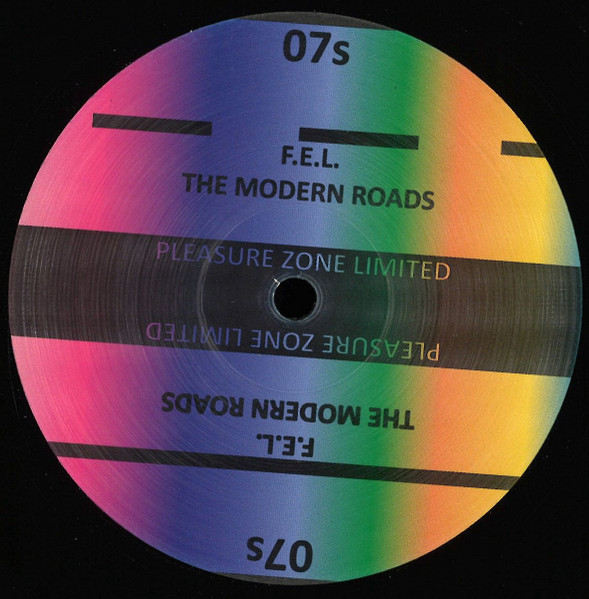 07s
F.E.L.
THE MODERN ROADS
PLEASURE ZONE LIMITED
PLEASURE ZONE LIMITED
THE MODERN ROADS
F.E.L.
07s